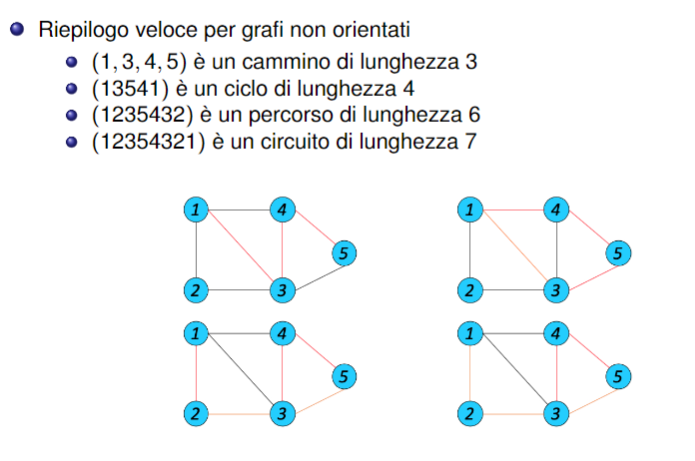 Riepilogo veloce per grafi non orientati
(1, 3, 4, 5) è un cammino di lunghezza 3
(13541) è un ciclo di lunghezza 4
(1235432) è un percorso di lunghezza 6
(12354321) è un circuito di lunghezza 7
1 4 1 4
5 5
2 3 2 3
1 4 1 4
5 5
2 3 2 3